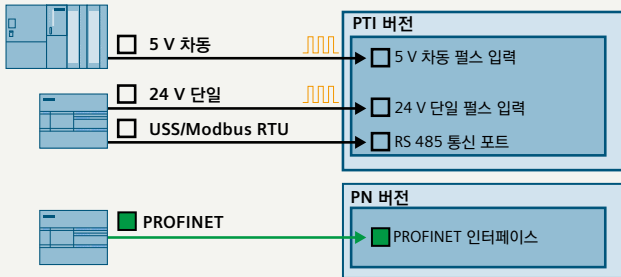 PTI 버전
5 V 차동
5 V 차동 펄스 입력
24 V 단일
24 V 단일 펄스 입력
USS/Modbus RTU
RS 485 통신 포트
PN 버전
PROFINET
PROFINET 인터페이스